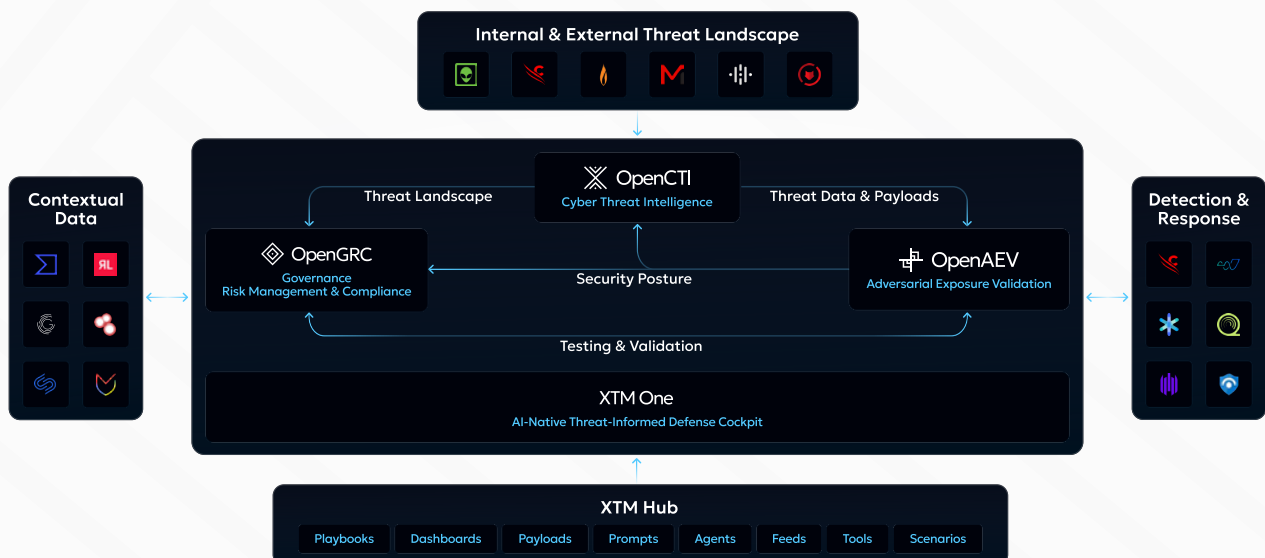 Internal & External Threat Landscape
OpenCTI
Cyber Threat Intelligence
Threat Landscape
Threat Data & Payloads
Contextual
Data
RL
OpenGRC
Governance
Risk Management & Compliance
Security Posture
OpenAEV
Adversarial Exposure Validation
Detection &
Response
Testing & Validation
XTM One
AI-Native Threat-Informed Defense Cockpit
XTM Hub
Playbooks
Dashboards
Payloads
Prompts
Agents
Feeds
Tools
Scenarios